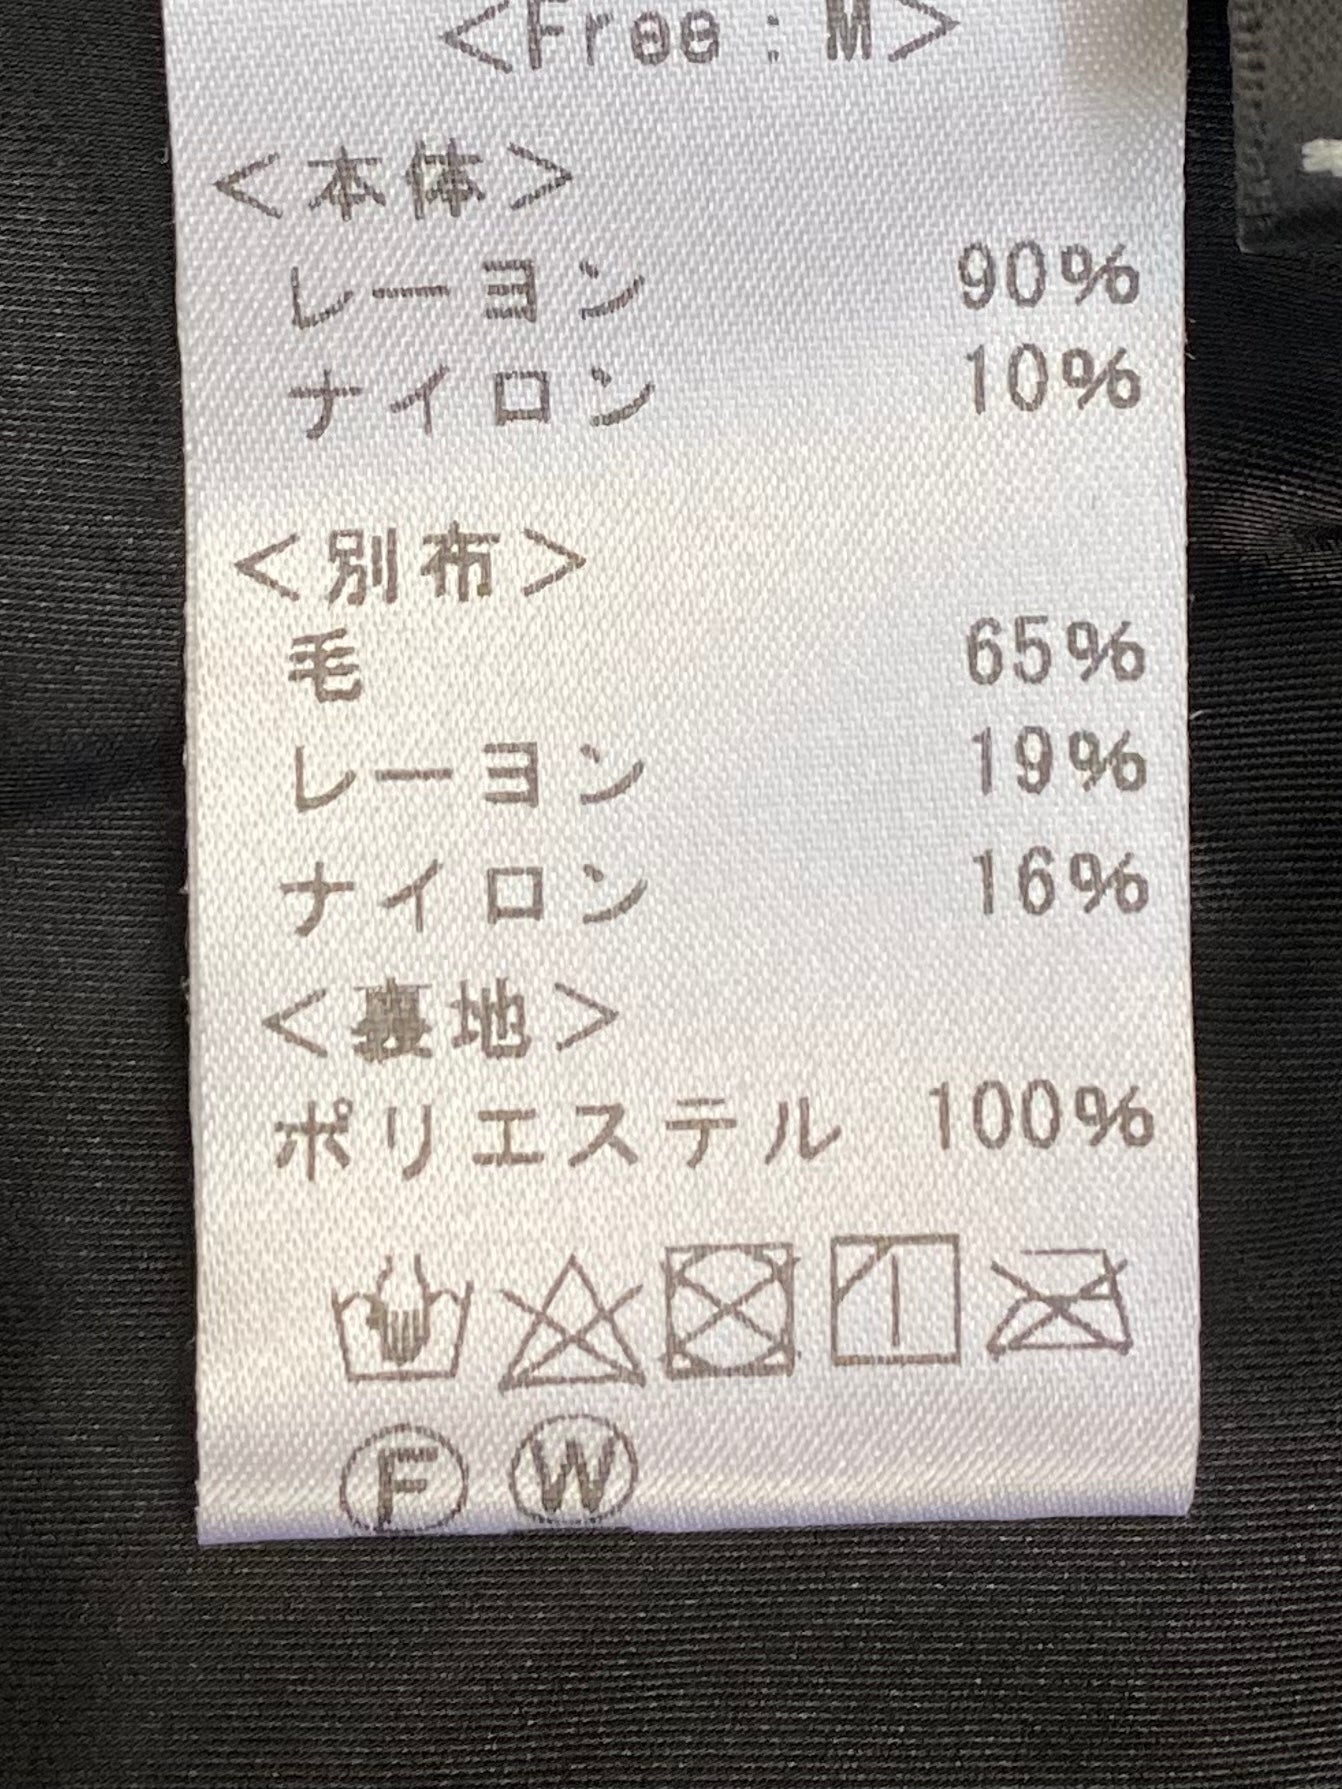 <Free：M>
<本体>
レーヨン 90%
ナイロン 10%
<別布>
毛 65%
レーヨン 19%
ナイロン 16%
<裏地>
ポリエステル 100%
Ⓕ Ⓦ